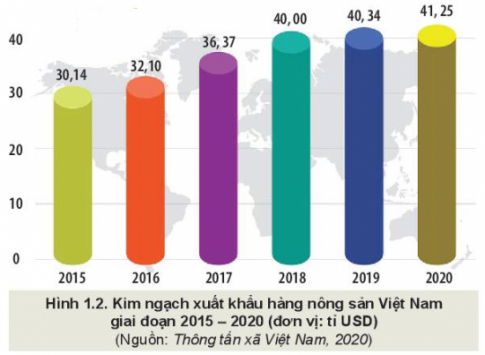 40
30
20
10
0
30,14
32,10
36,37
40,00
40,34
41,25
2015 2016 2017 2018 2019 2020
Hình 1.2. Kim ngạch xuất khẩu hàng nông sản Việt Nam
giai đoạn 2015 – 2020 (đơn vị: tỉ USD)
(Nguồn: Thông tấn xã Việt Nam, 2020)